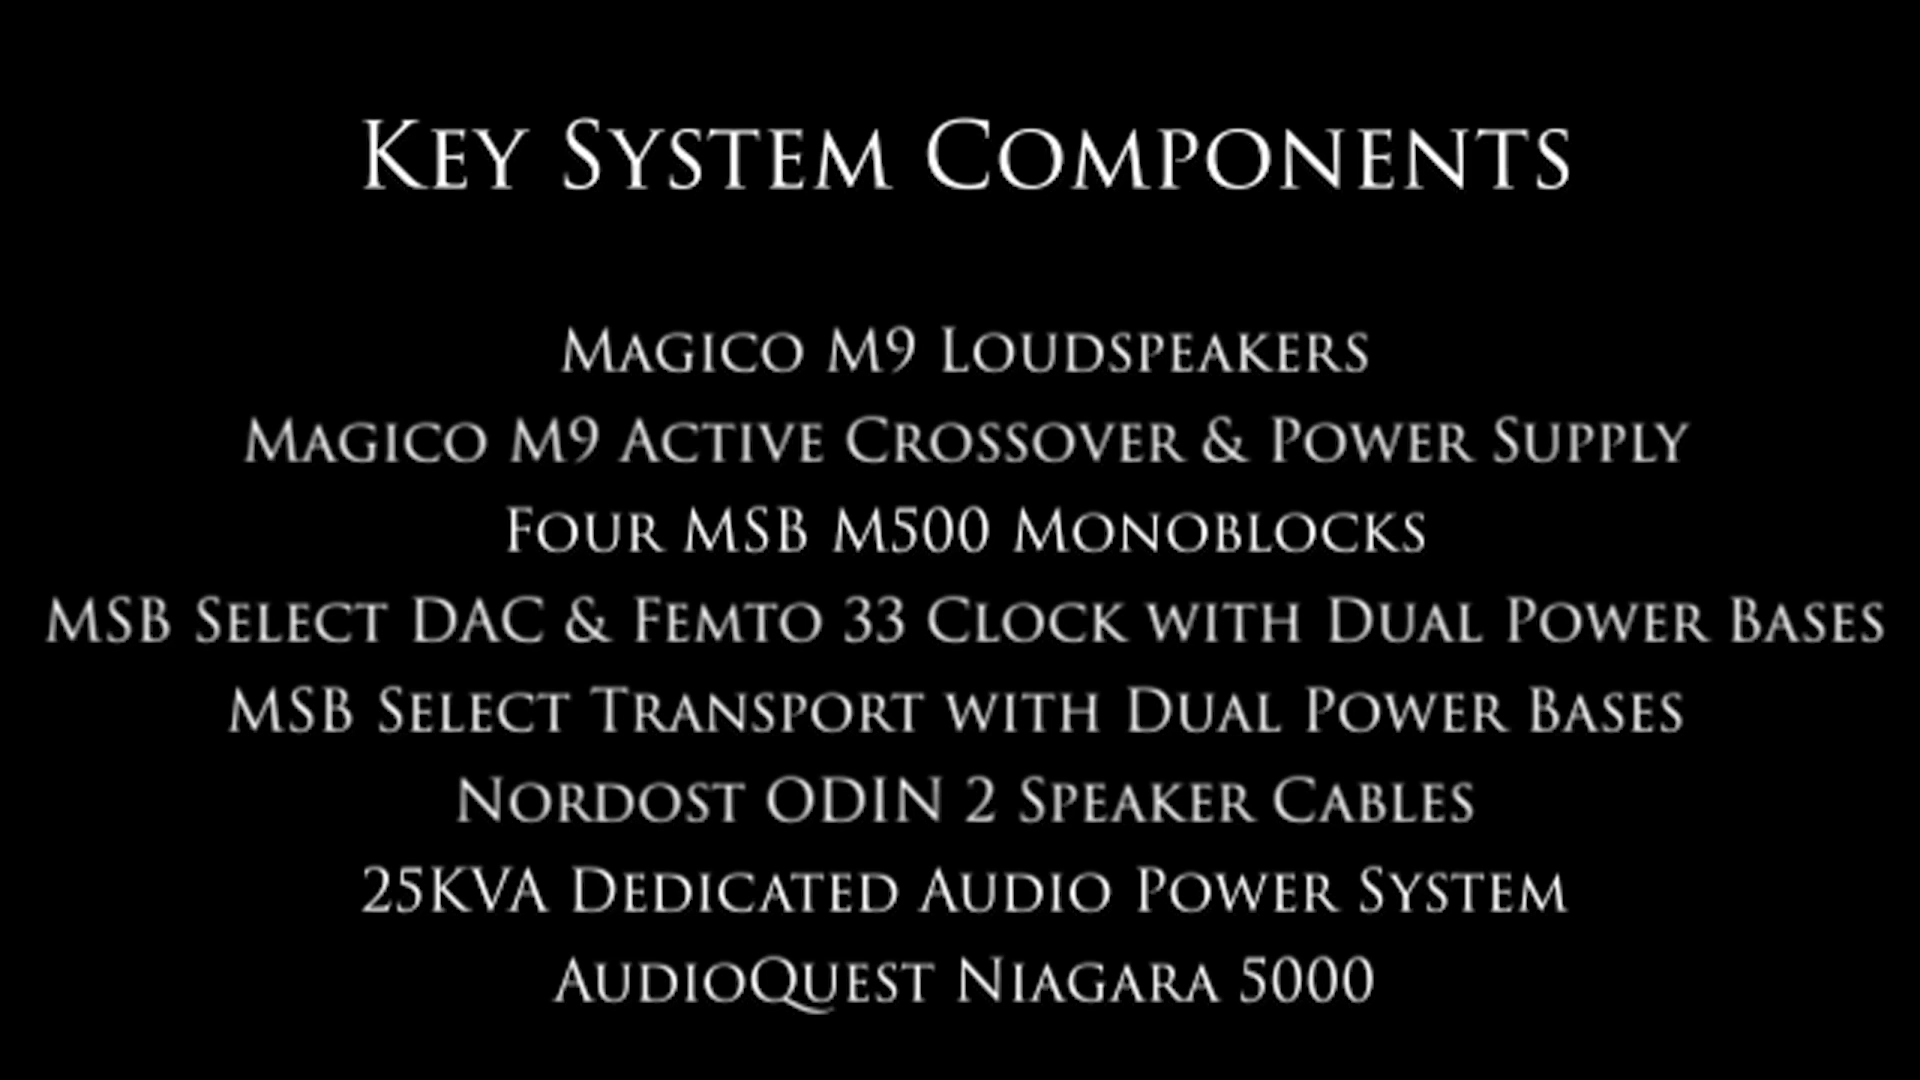 Key System Components
Magico M9 Loudspeakers
Magico M9 Active Crossover & Power Supply
Four MSB M500 Monoblocks
MSB Select DAC & Femto 33 Clock with Dual Power Bases
MSB Select Transport with Dual Power Bases
Nordost ODIN 2 Speaker Cables
25KVA Dedicated Audio Power System
AudioQuest Niagara 5000